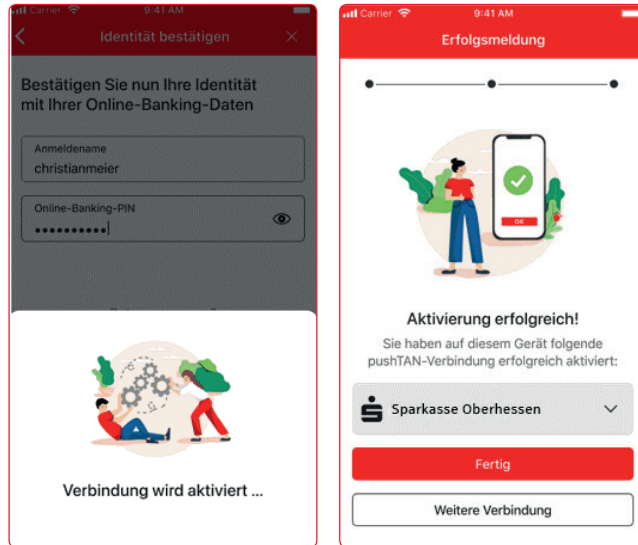 Carrier 9:41 AM
Identität bestätigen
Bestätigen Sie nun Ihre Identität
mit Ihrer Online-Banking-Daten
Anmeldename
christianmeier
Online-Banking-PIN
••••••••••
Verbindung wird aktiviert ...
Carrier 9:41 AM
Erfolgsmeldung
OK
Aktivierung erfolgreich!
Sie haben auf diesem Gerät folgende
pushTAN-Verbindung erfolgreich aktiviert:
Sparkasse Oberhessen
Fertig
Weitere Verbindung